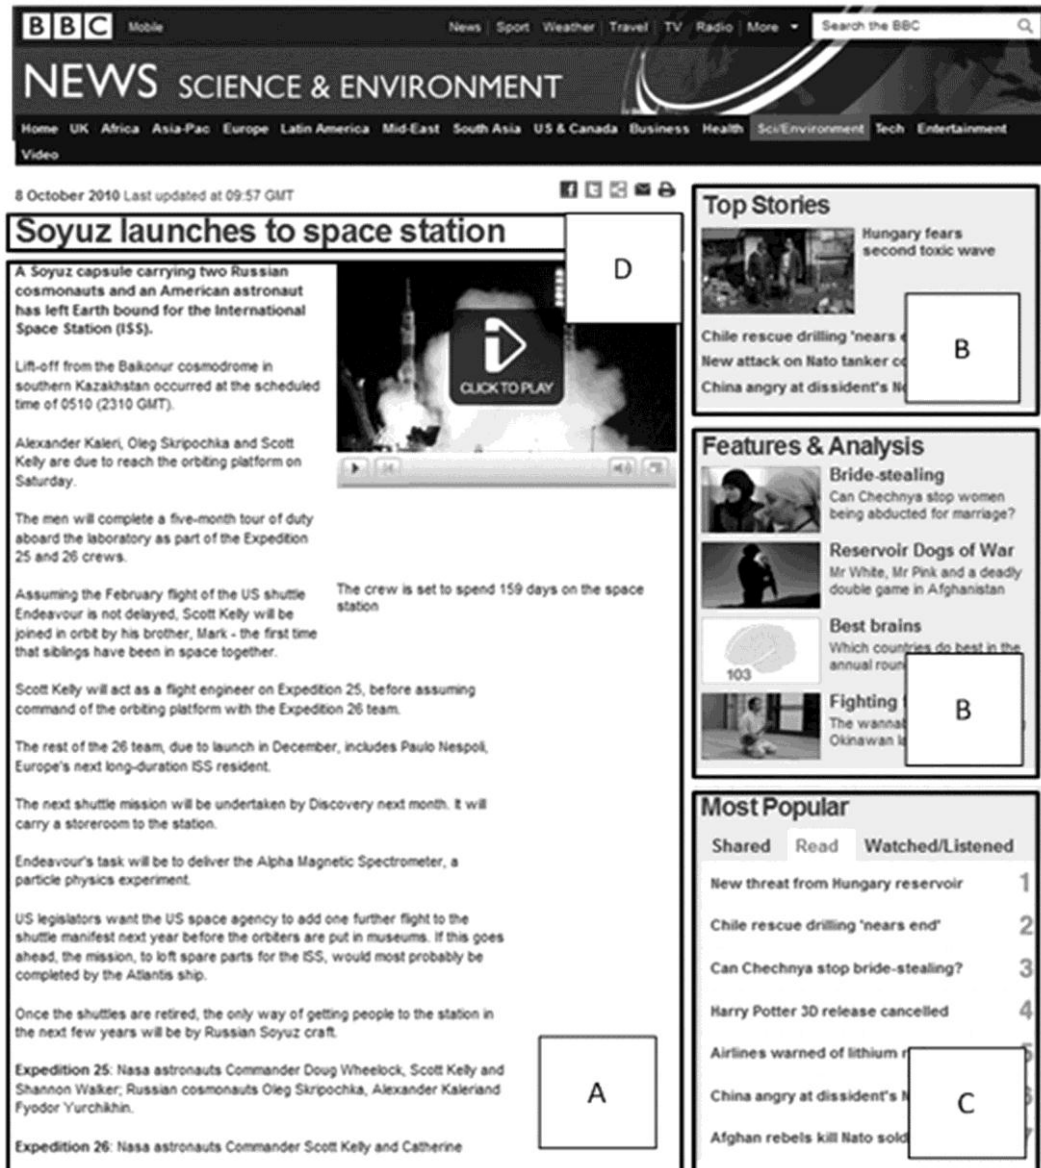 BBC Mobile News Sport Weather Travel TV Radio More Search the BBC
NEWS SCIENCE & ENVIRONMENT
Home UK Africa Asia-Pac Europe Latin America Mid-East South Asia US & Canada Business Health Sci/Environment Tech Entertainment
Video
8 October 2010 Last updated at 09:57 GMT
Soyuz launches to space station
D
A Soyuz capsule carrying two Russian
cosmonauts and an American astronaut
has left Earth bound for the International
Space Station (ISS).
CLICK TO PLAY
Lift-off from the Baikonur cosmodrome in
southern Kazakhstan occurred at the scheduled
time of 0510 (2310 GMT).
Alexander Kaleri, Oleg Skripochka and Scott
Kelly are due to reach the orbiting platform on
Saturday.
The men will complete a five-month tour of duty
aboard the laboratory as part of the Expedition
25 and 26 crews.
The crew is set to spend 159 days on the space
station
Assuming the February flight of the US shuttle
Endeavour is not delayed, Scott Kelly will be
joined in orbit by his brother, Mark - the first time
that siblings have been in space together.
Scott Kelly will act as a flight engineer on Expedition 25, before assuming
command of the orbiting platform with the Expedition 26 team.
The rest of the 26 team, due to launch in December, includes Paulo Nespoli,
Europe's next long-duration ISS resident.
The next shuttle mission will be undertaken by Discovery next month. It will
carry a storeroom to the station.
Endeavour's task will be to deliver the Alpha Magnetic Spectrometer, a
particle physics experiment.
US legislators want the US space agency to add one further flight to the
shuttle manifest next year before the orbiters are put in museums. If this goes
ahead, the mission, to loft spare parts for the ISS, would most probably be
completed by the Atlantis ship.
Once the shuttles are retired, the only way of getting people to the station in
the next few years will be by Russian Soyuz craft.
Expedition 25: Nasa astronauts Commander Doug Wheelock, Scott Kelly and
Shannon Walker; Russian cosmonauts Oleg Skripochka, Alexander Kaleriand
Fyodor Yurchikhin.
Expedition 26: Nasa astronauts Commander Scott Kelly and Catherine
A
Top Stories
Hungary fears
second toxic wave
Chile rescue drilling 'nears
New attack on Nato tanker
China angry at dissident's
B
Features & Analysis
Bride-stealing
Can Chechnya stop women
being abducted for marriage?
Reservoir Dogs of War
Mr White, Mr Pink and a deadly
double game in Afghanistan
Best brains
Which countries do best in the
annual
103
Fighting
The
Okinawan
B
Most Popular
Shared Read Watched/Listened
New threat from Hungary reservoir 1
Chile rescue drilling 'nears end' 2
Can Chechnya stop bride-stealing? 3
Harry Potter 3D release cancelled 4
Airlines warned of lithium
China angry at dissident's
Afghan rebels kill Nato
C